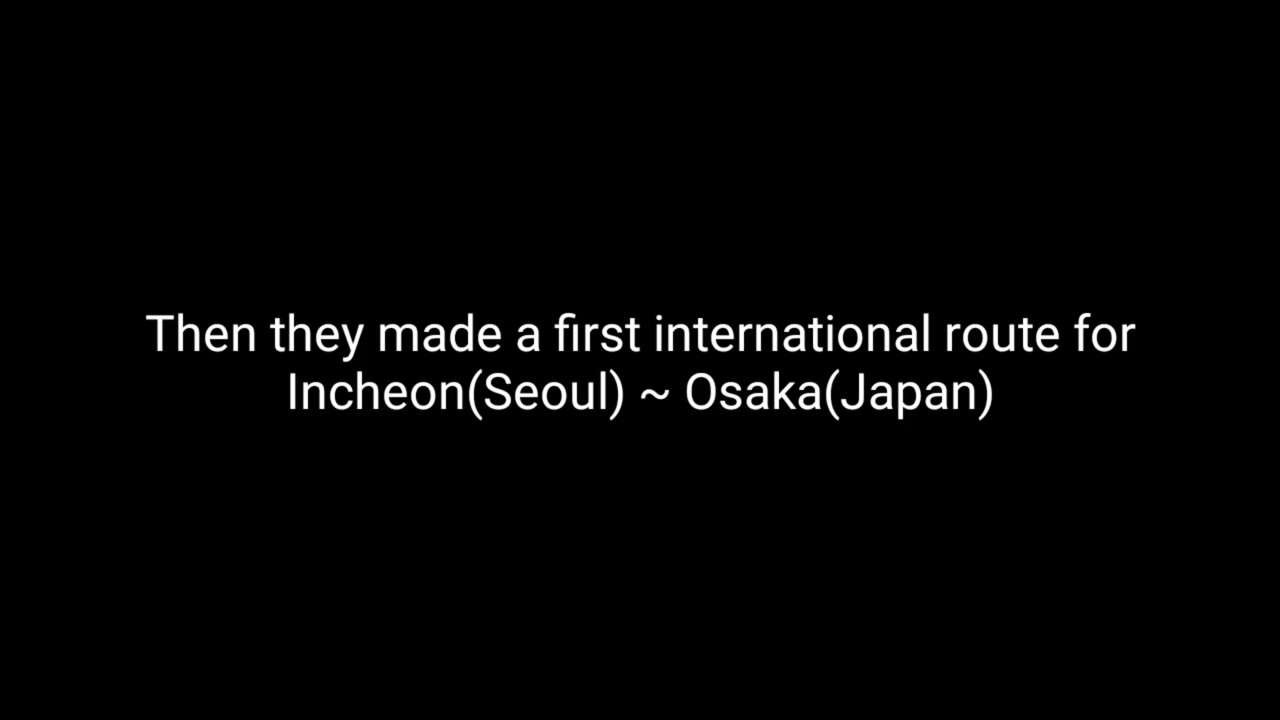 Then they made a first international route for
Incheon(Seoul) ~ Osaka(Japan)